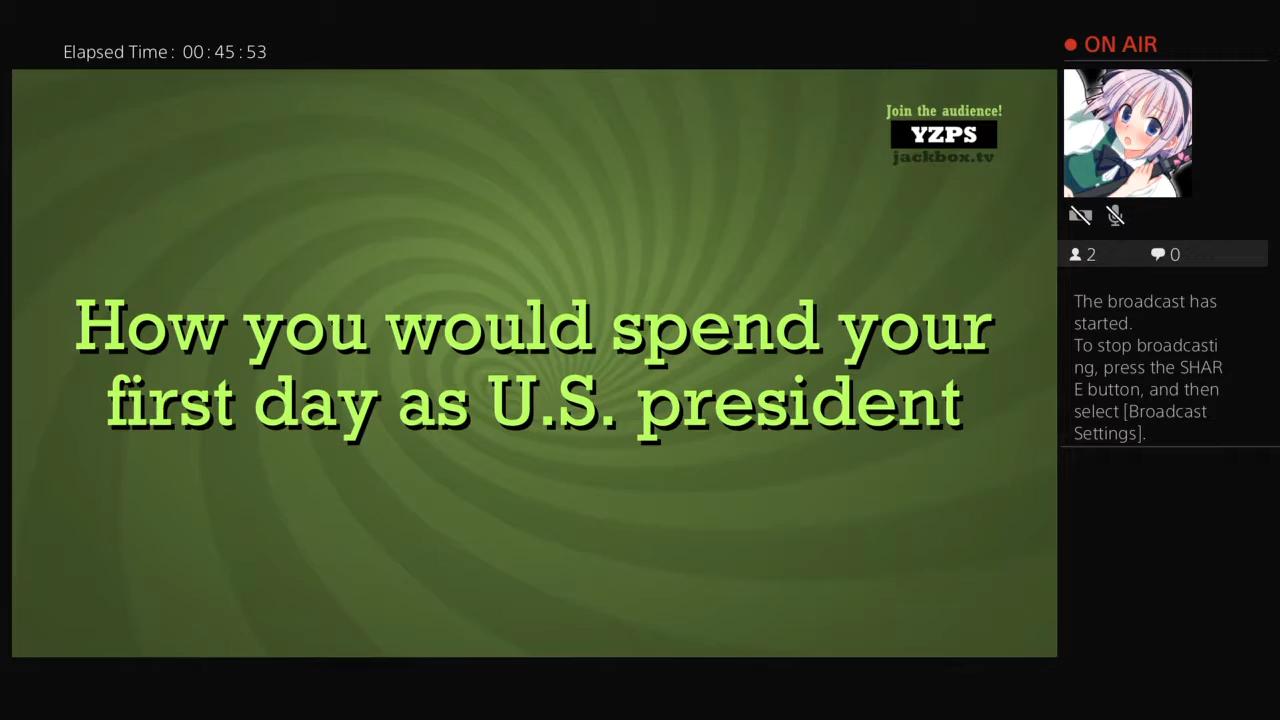 Elapsed Time: 00:45:53
ON AIR
Join the audience!
YZPS
jackbox.tv
How you would spend your
first day as U.S. president
2
0
The broadcast has
started.
To stop broadcasti
ng, press the SHAR
E button, and then
select [Broadcast
Settings].